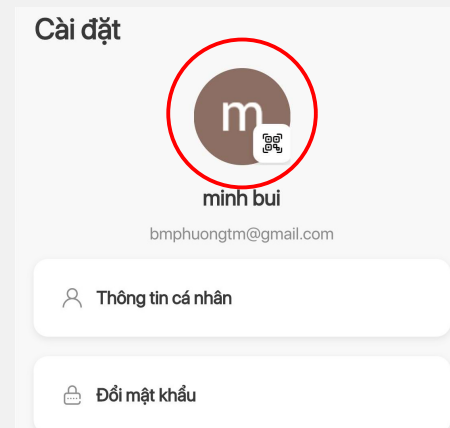 Cài đặt
m
minh bui
bmphuongtm@gmail.com
Thông tin cá nhân
Đổi mật khẩu